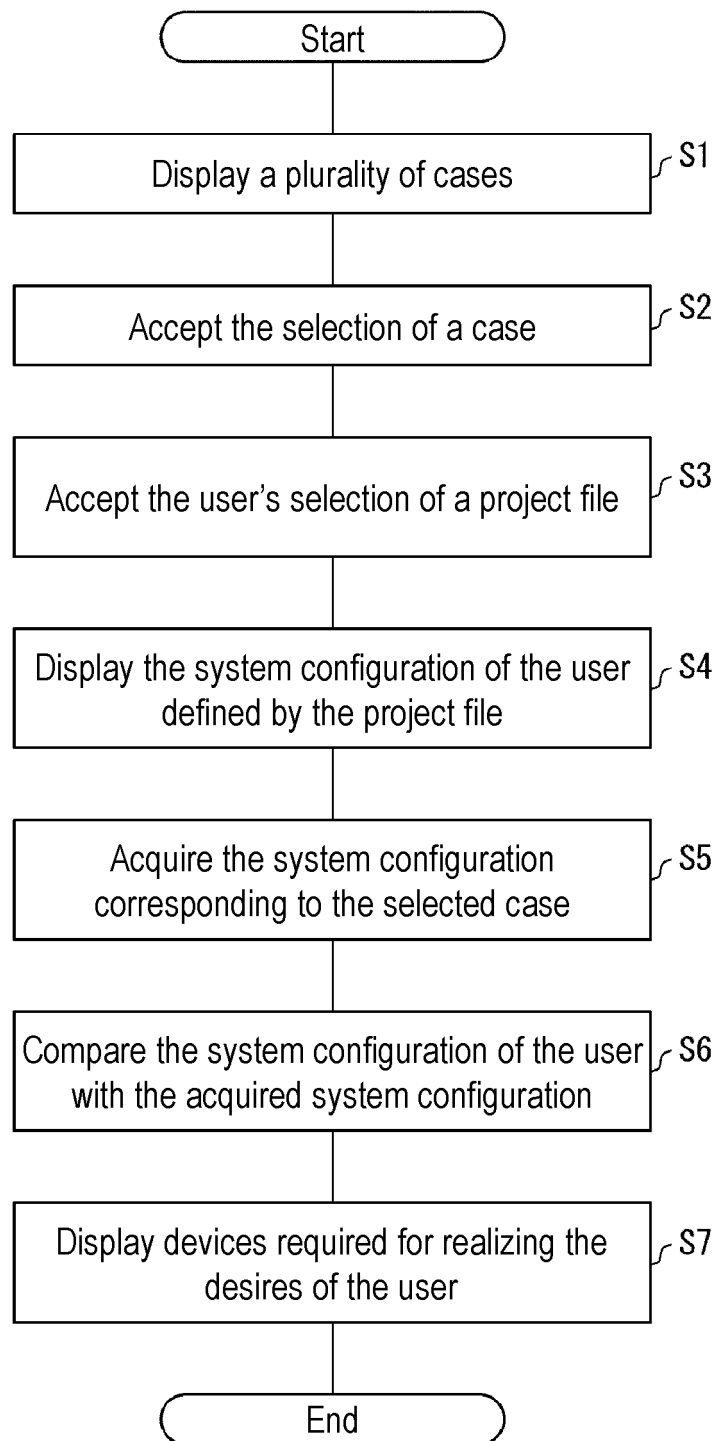 Start
Display a plurality of cases
S1
Accept the selection of a case
S2
Accept the user's selection of a project file
S3
Display the system configuration of the user
defined by the project file
S4
Acquire the system configuration
corresponding to the selected case
S5
Compare the system configuration of the user
with the acquired system configuration
S6
Display devices required for realizing the
desires of the user
S7
End